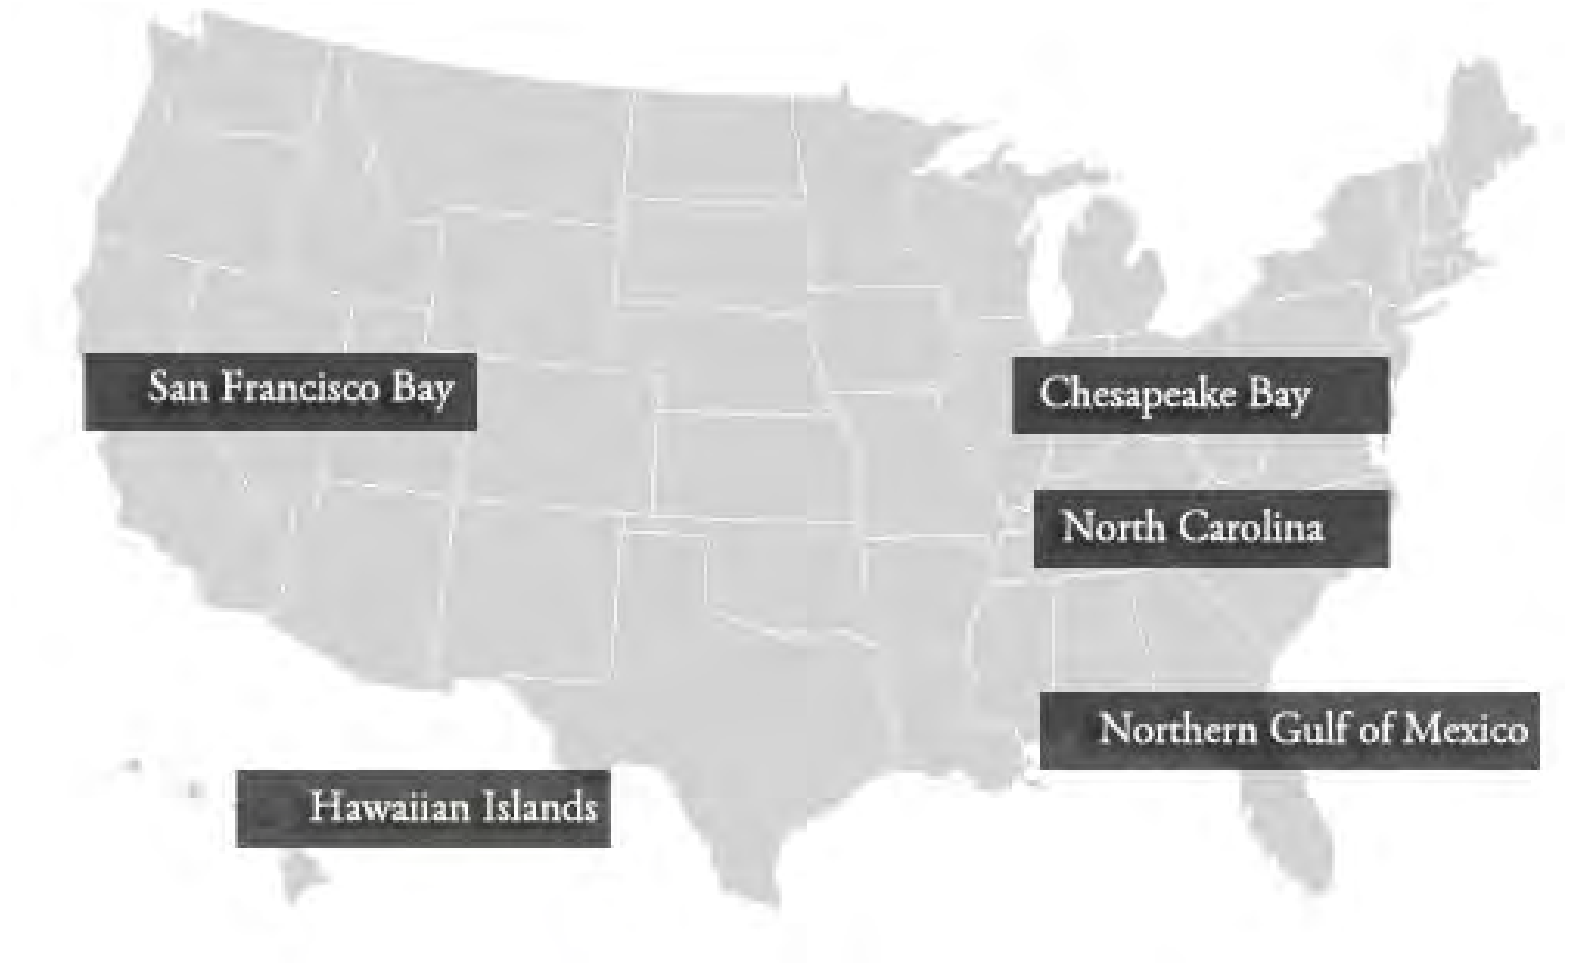 San Francisco Bay
Chesapeake Bay
North Carolina
Northern Gulf of Mexico
Hawaiian Islands